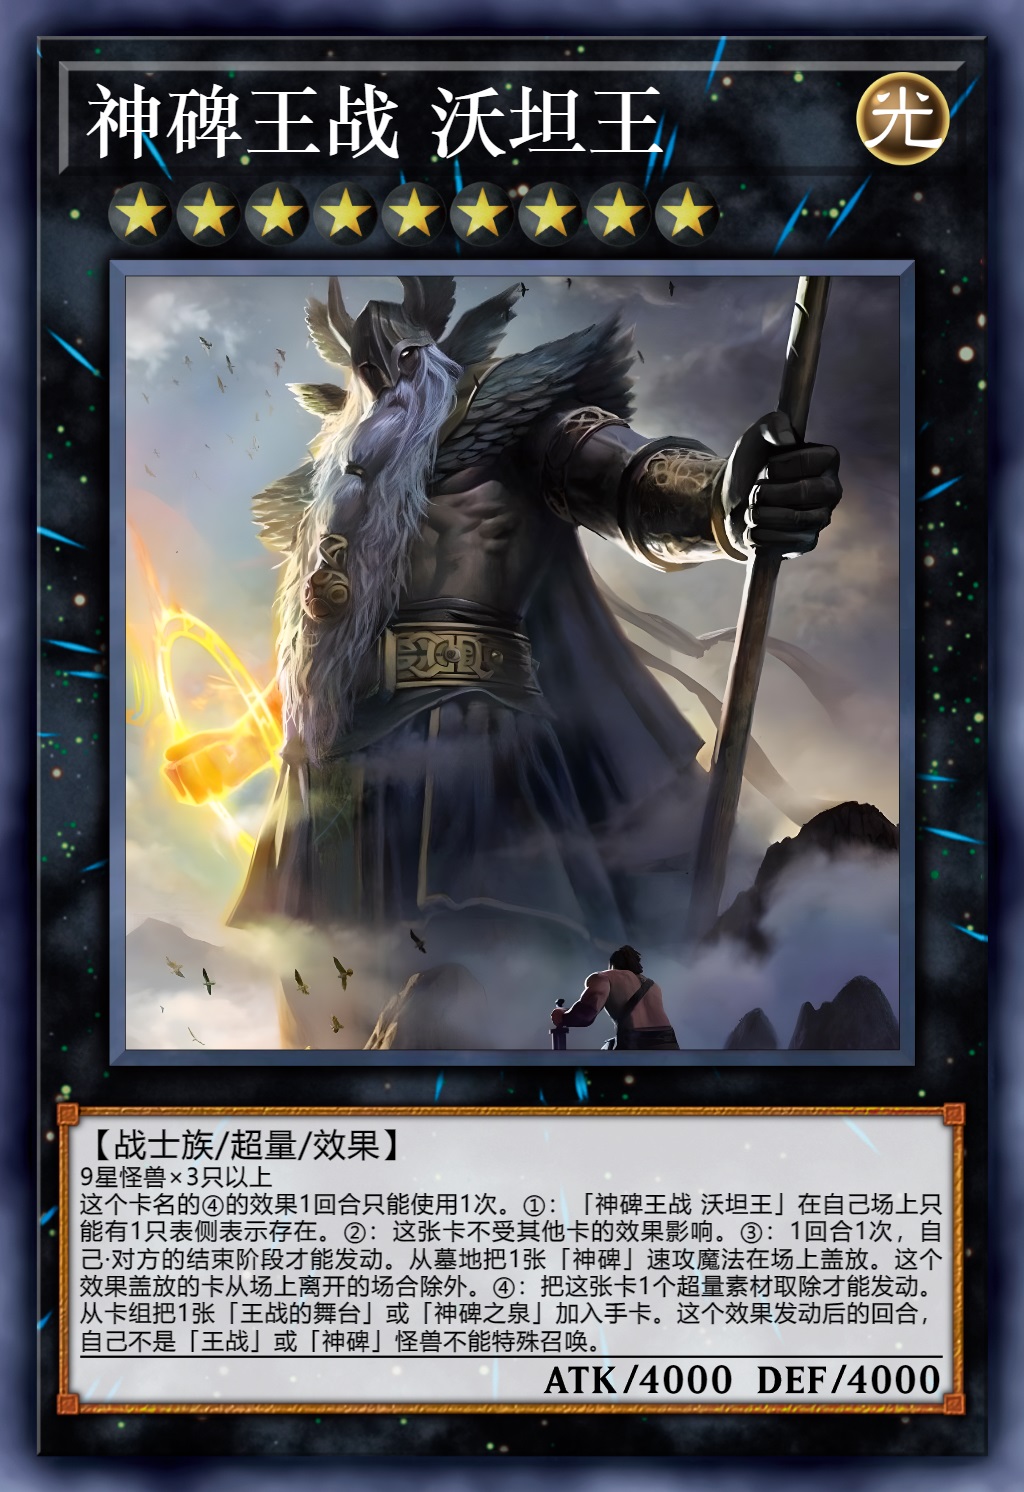 神碑王战 沃坦王
光
【战士族/超量/效果】
9星怪兽×3只以上
这个卡名的④的效果1回合只能使用1次。①：「神碑王战 沃坦王」在自己场上只
能有1只表侧表示存在。②：这张卡不受其他卡的效果影响。③：1回合1次，自
己·对方的结束阶段才能发动。从墓地把1张「神碑」速攻魔法在场上盖放。这个
效果盖放的卡从场上离开的场合除外。④：把这张卡1个超量素材取除才能发动。
从卡组把1张「王战的舞台」或「神碑之泉」加入手卡。这个效果发动后的回合，
自己不是「王战」或「神碑」怪兽不能特殊召唤。
ATK/4000 DEF/4000